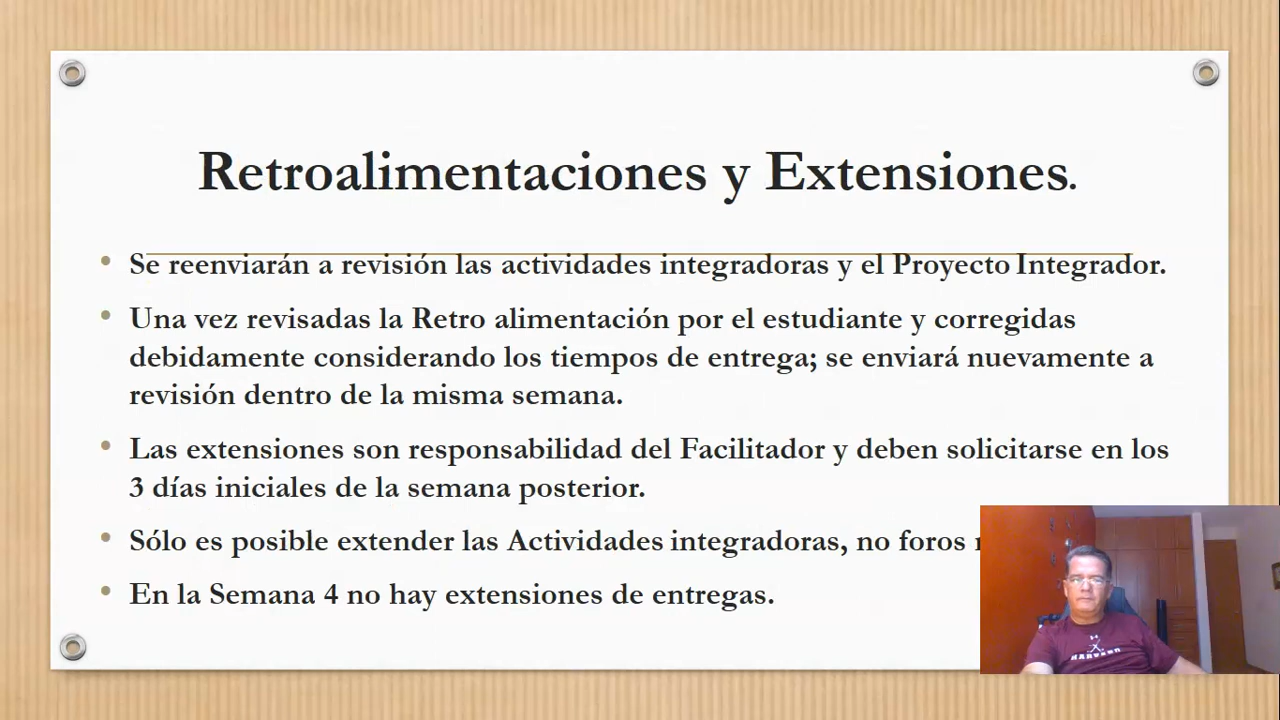 Retroalimentaciones y Extensiones.
• Se reenviarán a revisión las actividades integradoras y el Proyecto Integrador.
• Una vez revisadas la Retro alimentación por el estudiante y corregidas
debidamente considerando los tiempos de entrega; se enviará nuevamente a
revisión dentro de la misma semana.
• Las extensiones son responsabilidad del Facilitador y deben solicitarse en los
3 días iniciales de la semana posterior.
• Sólo es posible extender las Actividades integradoras, no foros
• En la Semana 4 no hay extensiones de entregas.
HARVARD